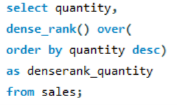 select quantity,
dense_rank() over(
order by quantity desc)
as denserank_quantity
from sales;